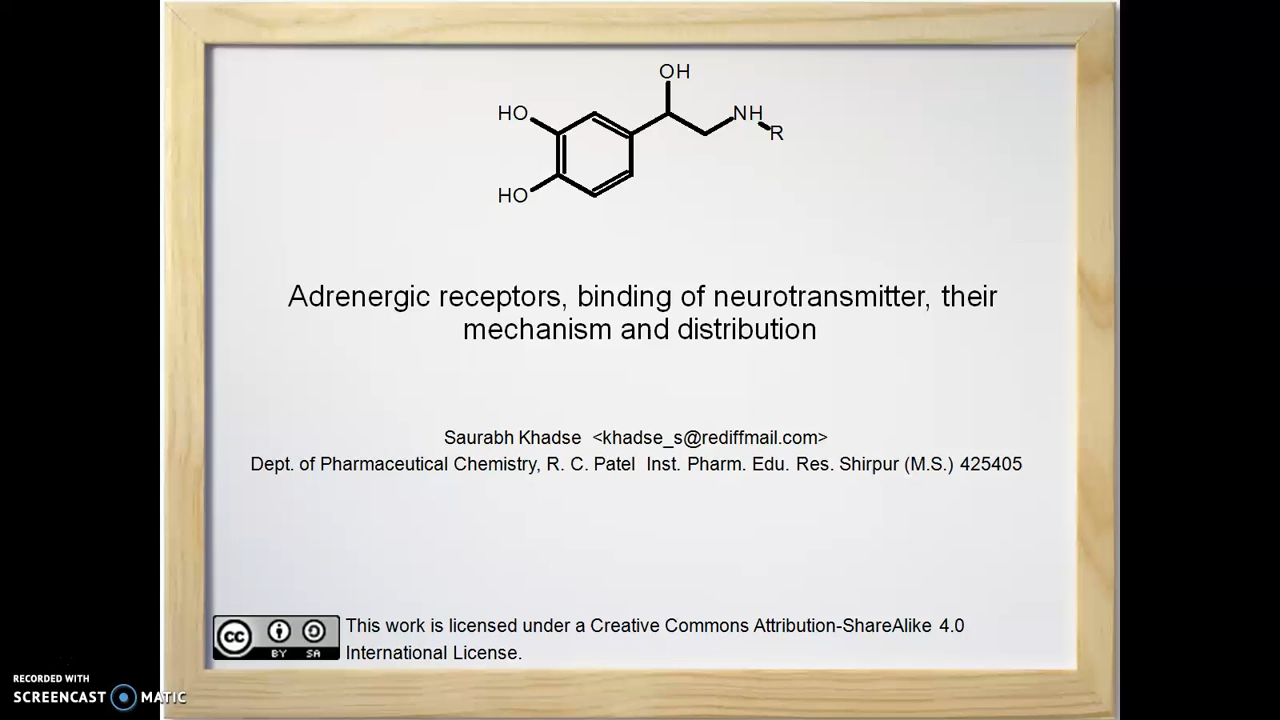 OH
HO
NH
R
HO
Adrenergic receptors, binding of neurotransmitter, their
mechanism and distribution
Saurabh Khadse <khadse_s@rediffmail.com>
Dept. of Pharmaceutical Chemistry, R. C. Patel Inst. Pharm. Edu. Res. Shirpur (M.S.) 425405
cc BY SA
This work is licensed under a Creative Commons Attribution-ShareAlike 4.0
International License.
RECORDED WITH
SCREENCAST MATIC